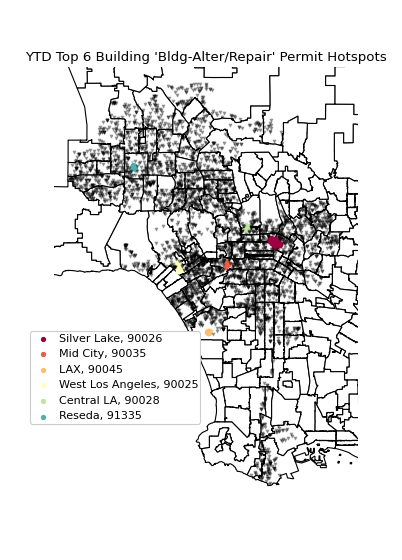 YTD Top 6 Building 'Bldg-Alter/Repair' Permit Hotspots
Silver Lake, 90026
Mid City, 90035
LAX, 90045
West Los Angeles, 90025
Central LA, 90028
Reseda, 91335